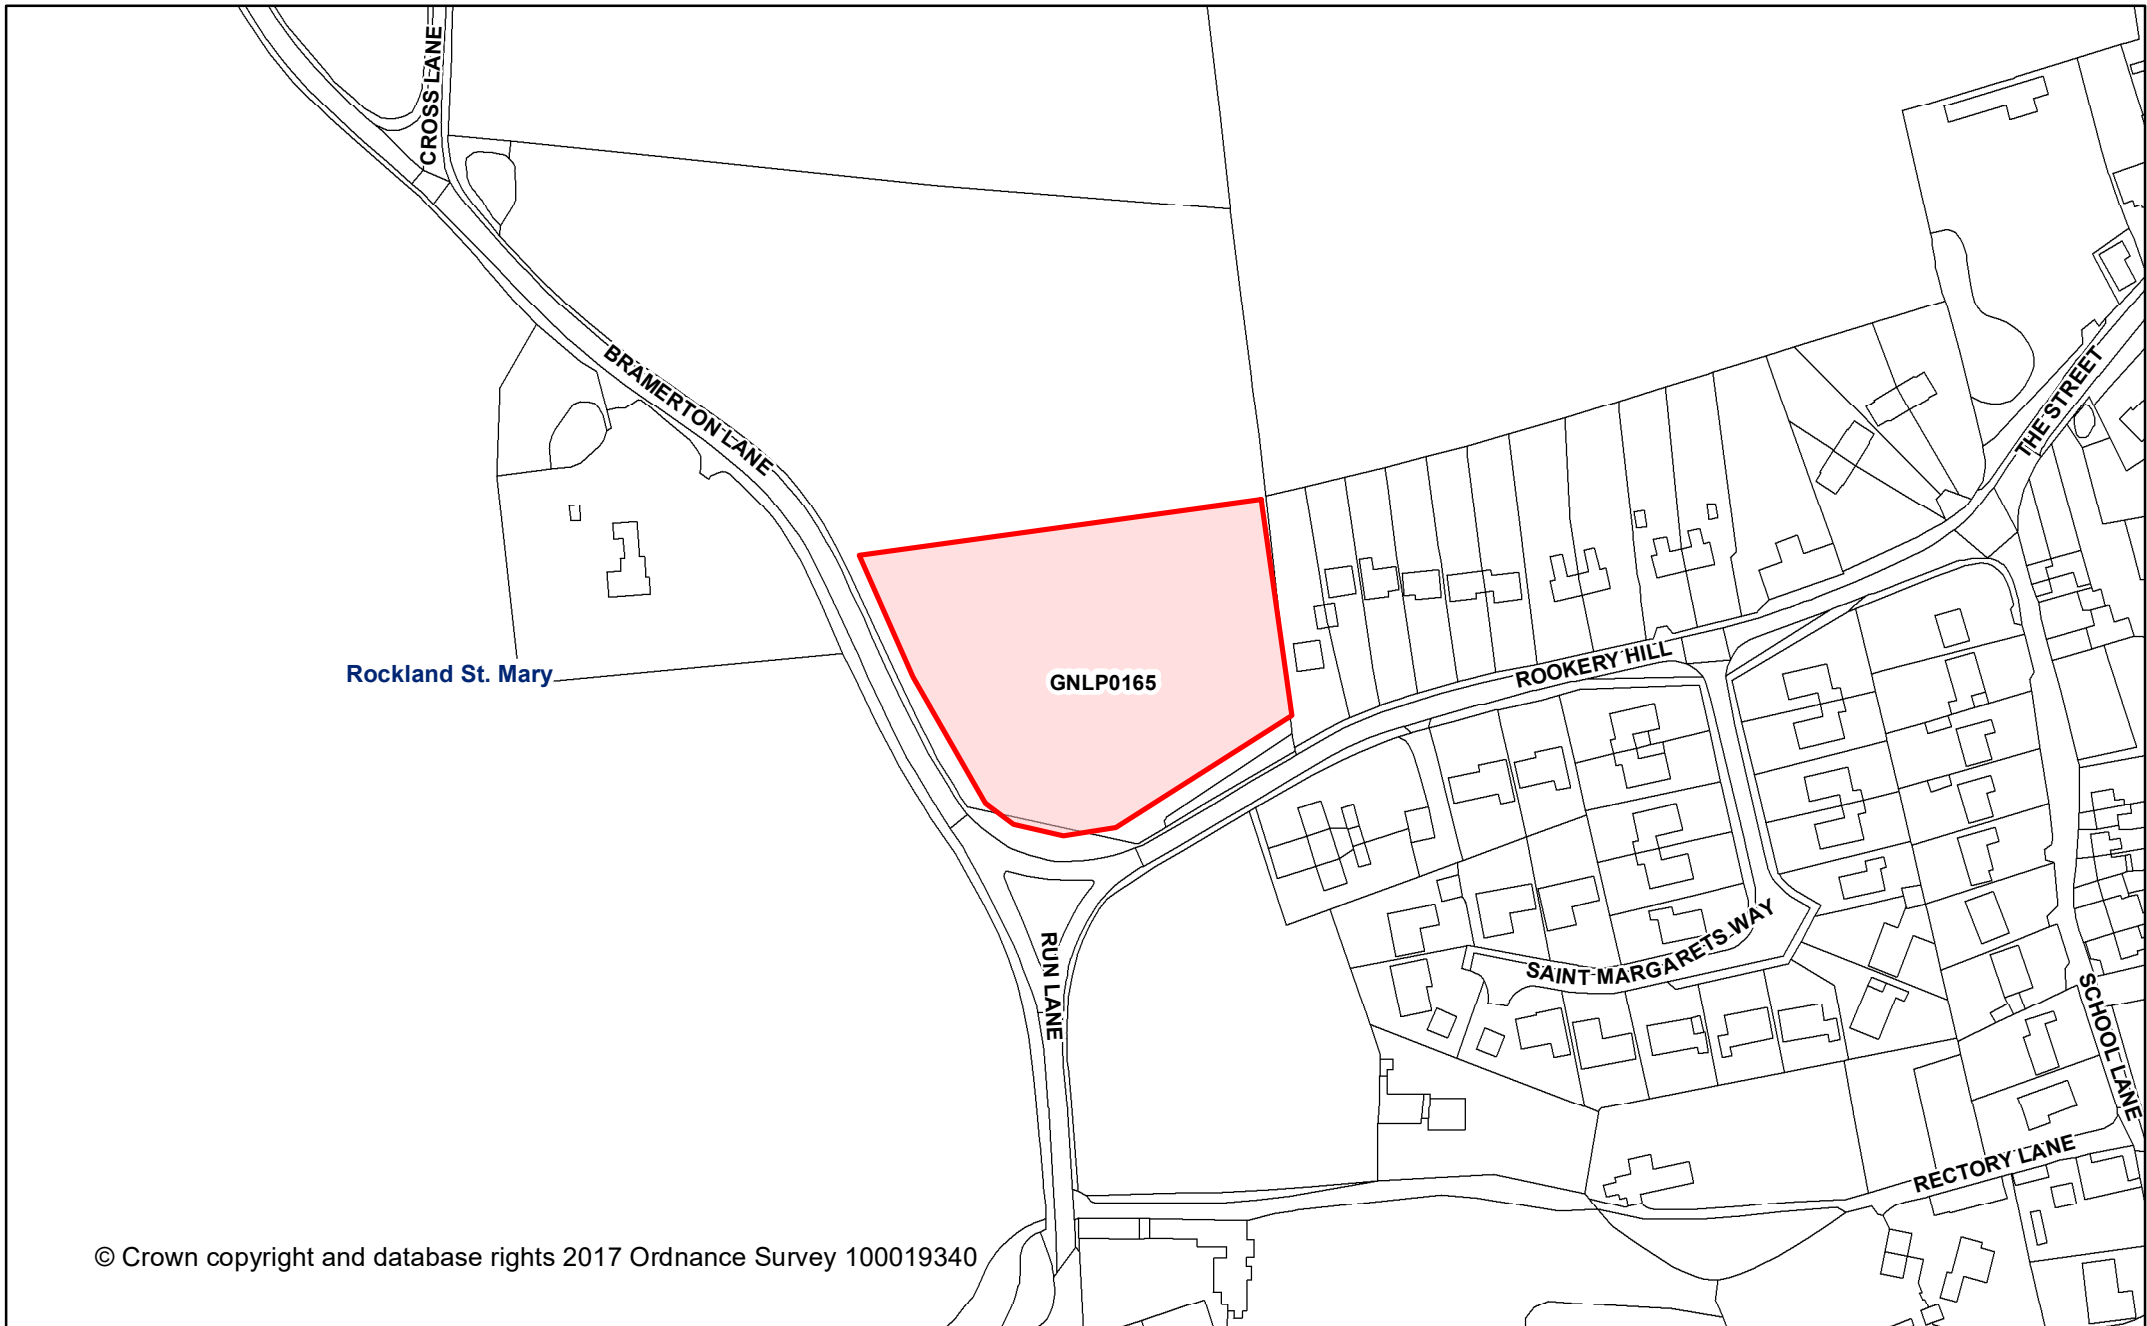 CROSS LANE
BRAMERTON LANE
THE STREET
Rockland St. Mary
GNLP0165
ROOKERY HILL
RUN LANE
SAINT MARGARETS WAY
SCHOOL LANE
RECTORY LANE
© Crown copyright and database rights 2017 Ordnance Survey 100019340